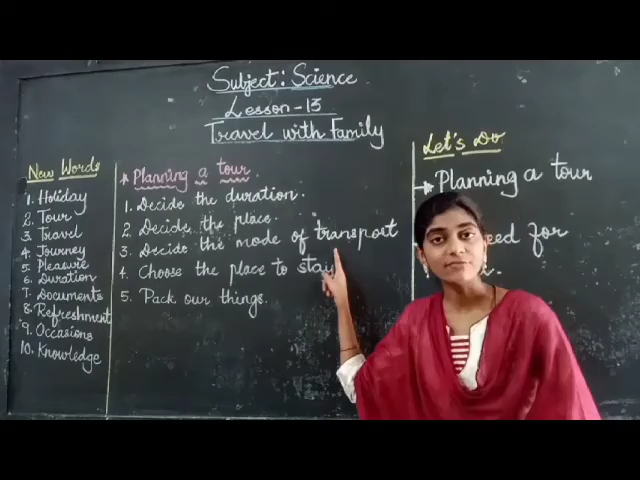 Subject: Science
Lesson-13
Travel with Family
New Words
1. Holiday
2. Tour
3. Travel
4. Journey
5. Pleasure
6. Duration
7. Documents
8. Refreshment
9. Occasions
10. Knowledge
* Planning a tour.
1. Decide the duration.
2. Decide the place.
3. Decide the mode of transport
4. Choose the place to stay
5. Pack our things.
Let's Do
→* Planning a tour
for